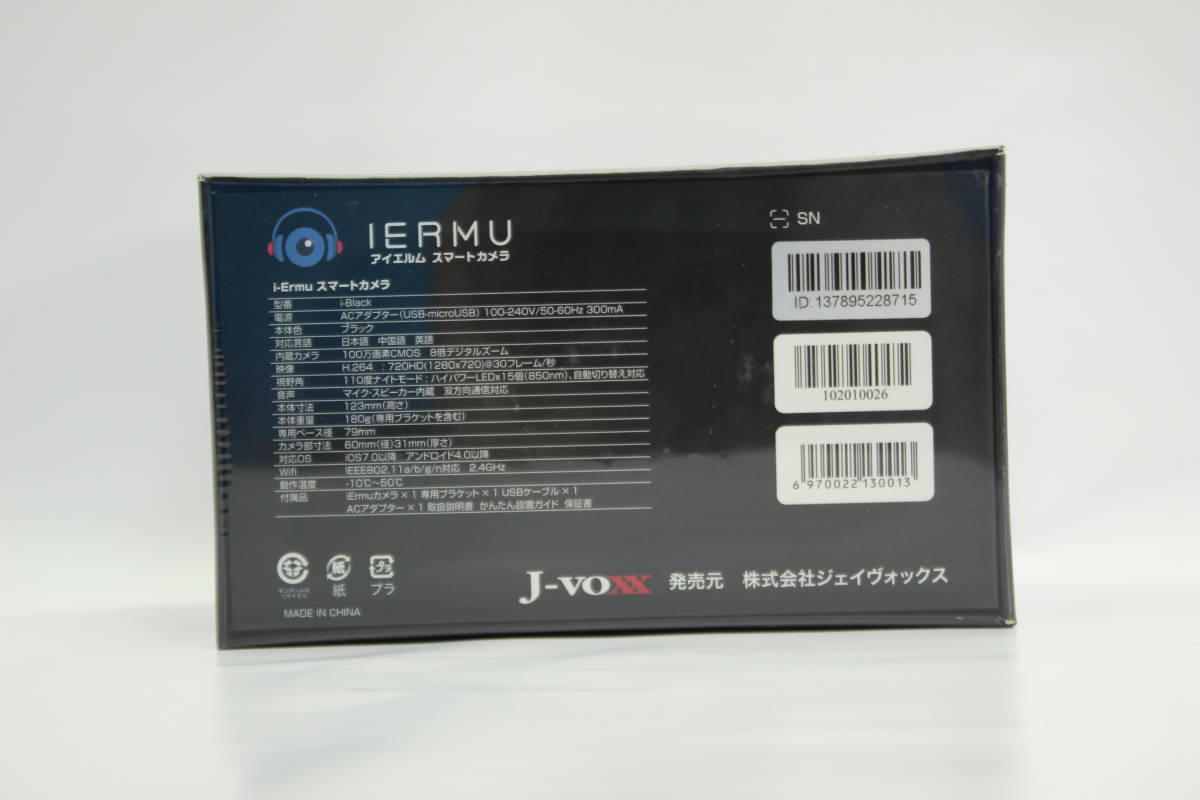 IERMU
アイエルム スマートカメラ
i-Ermu スマートカメラ
型番 i-Black
電源 ACアダプター(USB-microUSB) 100-240V/50-60Hz 300mA
本体色 ブラック
対応言語 日本語 中国語 英語
内蔵カメラ 100万画素CMOS 8倍デジタルズーム
映像 H.264 : 720HD(1280x720)@30フレーム/秒
視野角 110度ナイトモード : ハイパワーLEDx15個(850nm)、自動切り替え対応
音声 マイク・スピーカー内蔵 双方向通信対応
本体寸法 123mm(高さ)
本体重量 180g(専用ブラケットを含む)
専用ベース径 79mm
カメラ部寸法 60mm(径)31mm(厚さ)
対応OS iOS7.0以降 アンドロイド4.0以降
Wifi IEEE802.11a/b/g/n対応 2.4GHz
動作温度 -10℃~50℃
付属品 iErmuカメラ×1 専用ブラケット×1 USBケーブル×1
ACアダプター×1 取扱説明書 かんたん設置ガイド 保証書
SN
ID: 137895228715
102010026
6 970022 130013
紙 プラ
ダンボールは リサイクル 紙 プラ
MADE IN CHINA
J-VOXX 発売元 株式会社ジェイヴォックス